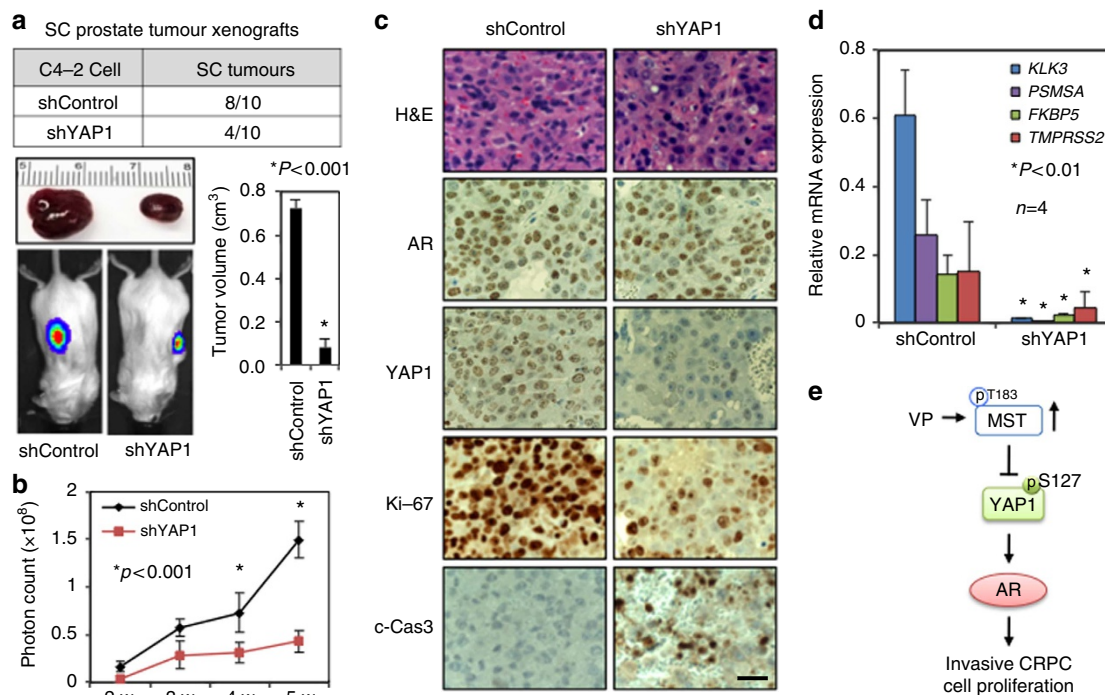 a
SC prostate tumour xenografts
C4–2 Cell SC tumours
shControl 8/10
shYAP1 4/10
5 6 7 8
*P<0.001
Tumor volume (cm3)
0.8
0.6
0.4
0.2
0.0
*
shControl
shYAP1
shControl shYAP1
b
Photon count (×10⁸)
2
1.5
1
0.5
0
shControl
shYAP1
*p<0.001
*
*
c
shControl shYAP1
H&E
AR
YAP1
Ki–67
c-Cas3
d
Relative mRNA expression
0.8
0.6
0.4
0.2
0
KLK3
PSMSA
FKBP5
TMPRSS2
*P<0.01
n=4
* * * *
shControl shYAP1
e
p T183
VP MST
p S127
YAP1
AR
Invasive CRPC
cell proliferation